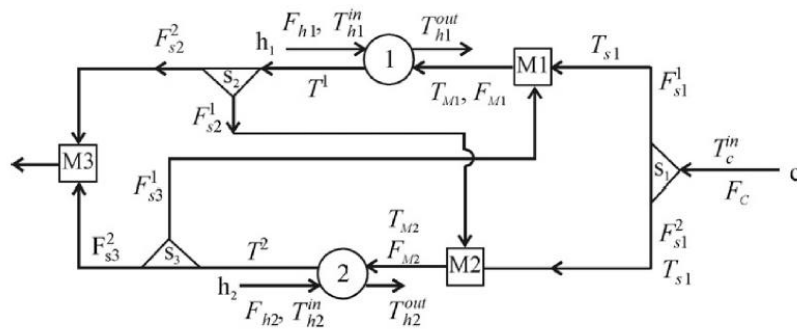 F_{h1}, T_{h1}^{in} T_{h1}^{out}
F_{s2}^{2} h_1 1 M1 T_{s1}
S_2 T^1 T_{M1}, F_{M1} F_{s1}^{1}
F_{s2}^{1}
M3 F_{s3}^{1} S_1 T_c^{in} c
F_C
T_{M2} F_{s1}^{2}
F_{s3}^{2} S_3 T^2 F_{M2} M2 T_{s1}
h_2 2
F_{h2}, T_{h2}^{in} T_{h2}^{out}